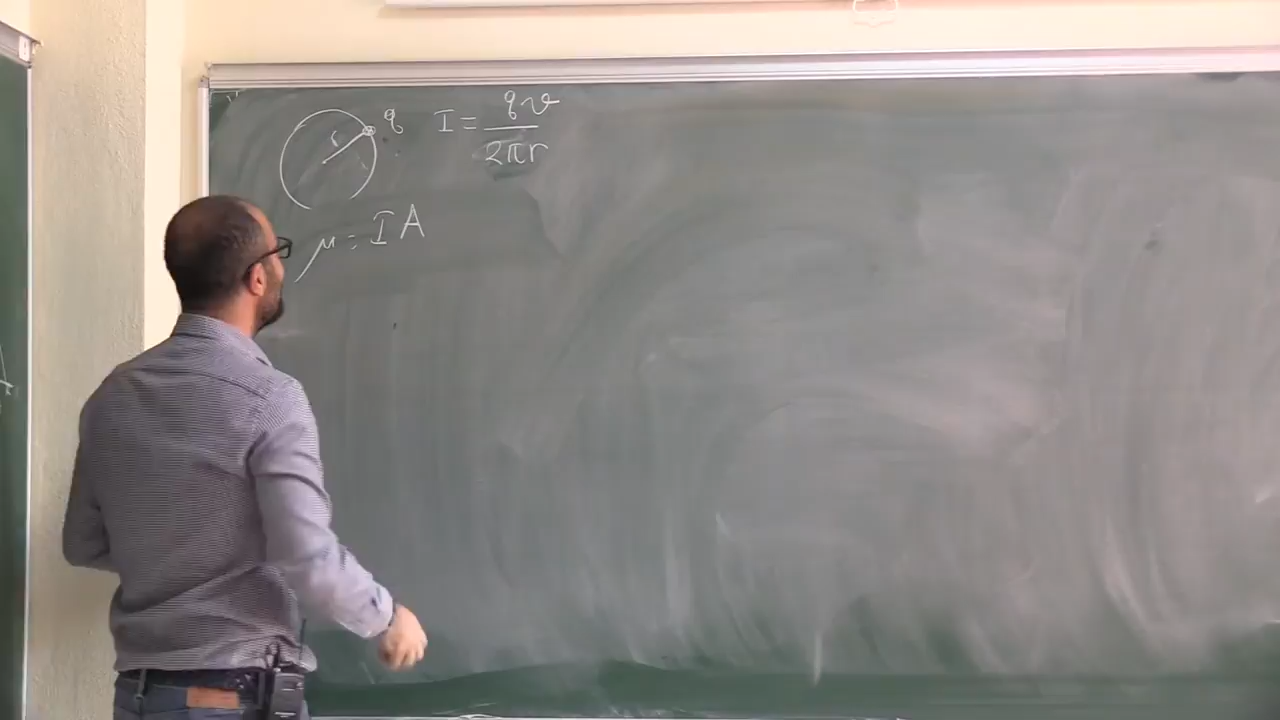 r q I = qv / 2πr
μ = I A